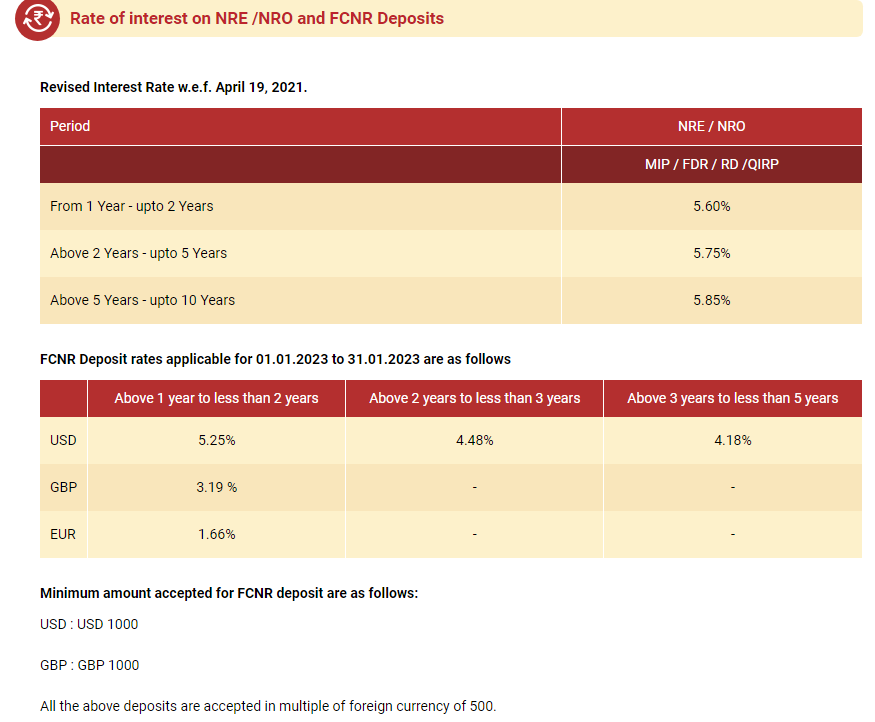 Rate of interest on NRE /NRO and FCNR Deposits
Revised Interest Rate w.e.f. April 19, 2021.
Period NRE / NRO
MIP / FDR / RD /QIRP
From 1 Year - upto 2 Years 5.60%
Above 2 Years - upto 5 Years 5.75%
Above 5 Years - upto 10 Years 5.85%
FCNR Deposit rates applicable for 01.01.2023 to 31.01.2023 are as follows
Above 1 year to less than 2 years Above 2 years to less than 3 years Above 3 years to less than 5 years
USD 5.25% 4.48% 4.18%
GBP 3.19 % - -
EUR 1.66% - -
Minimum amount accepted for FCNR deposit are as follows:
USD : USD 1000
GBP : GBP 1000
All the above deposits are accepted in multiple of foreign currency of 500.